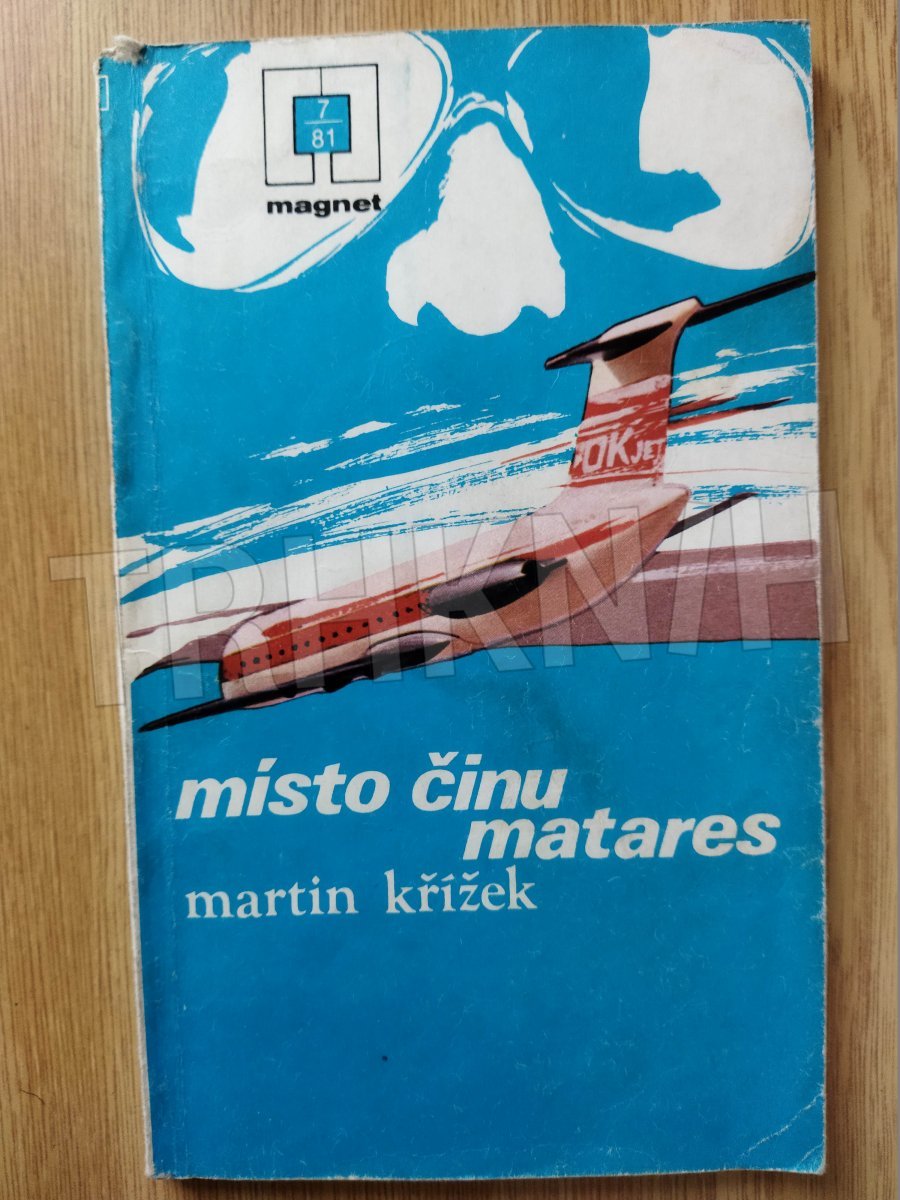 7
81
magnet
OK JET
TRHKNIH
místo činu
matares
martin křížek